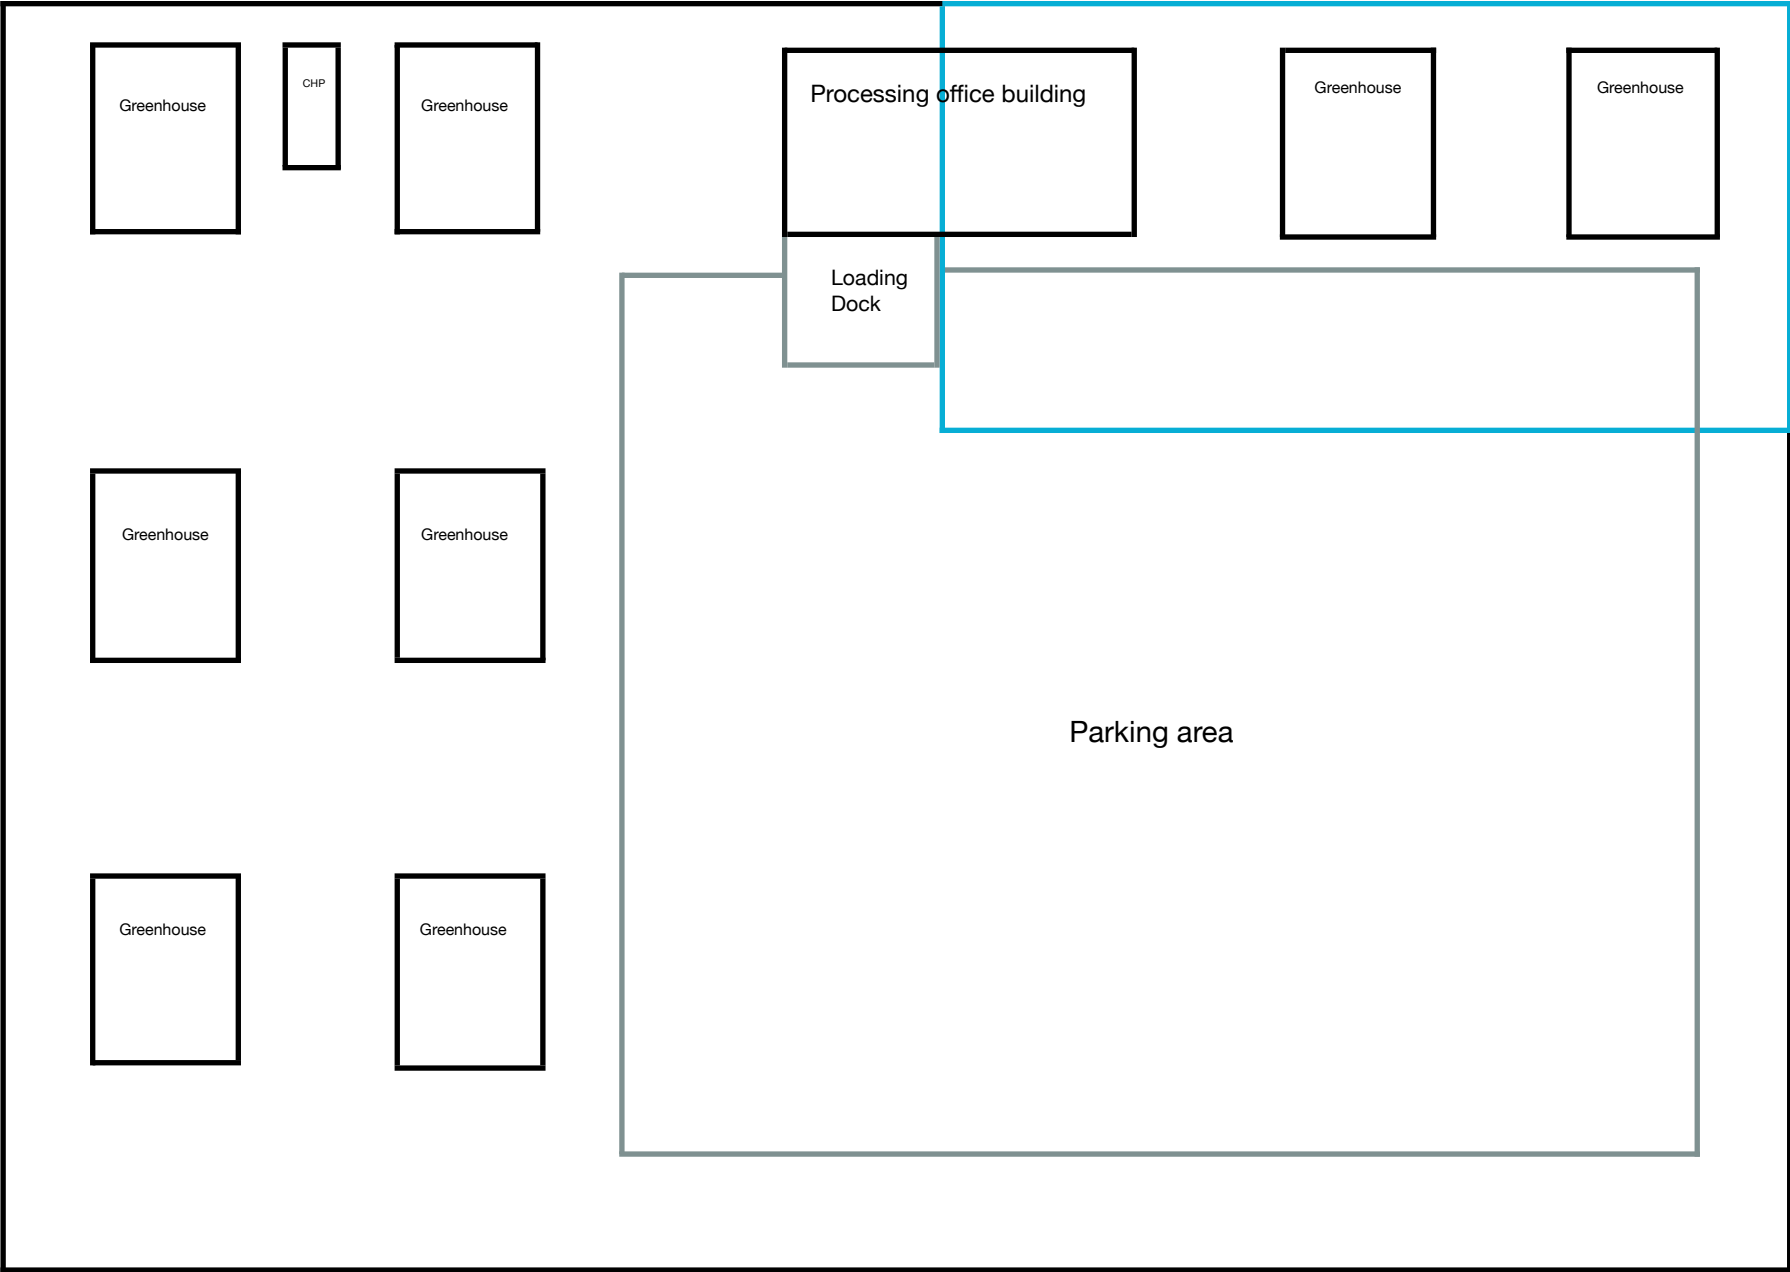 Greenhouse
CHP
Greenhouse
Processing office building
Greenhouse
Greenhouse
Loading
Dock
Greenhouse
Greenhouse
Parking area
Greenhouse
Greenhouse